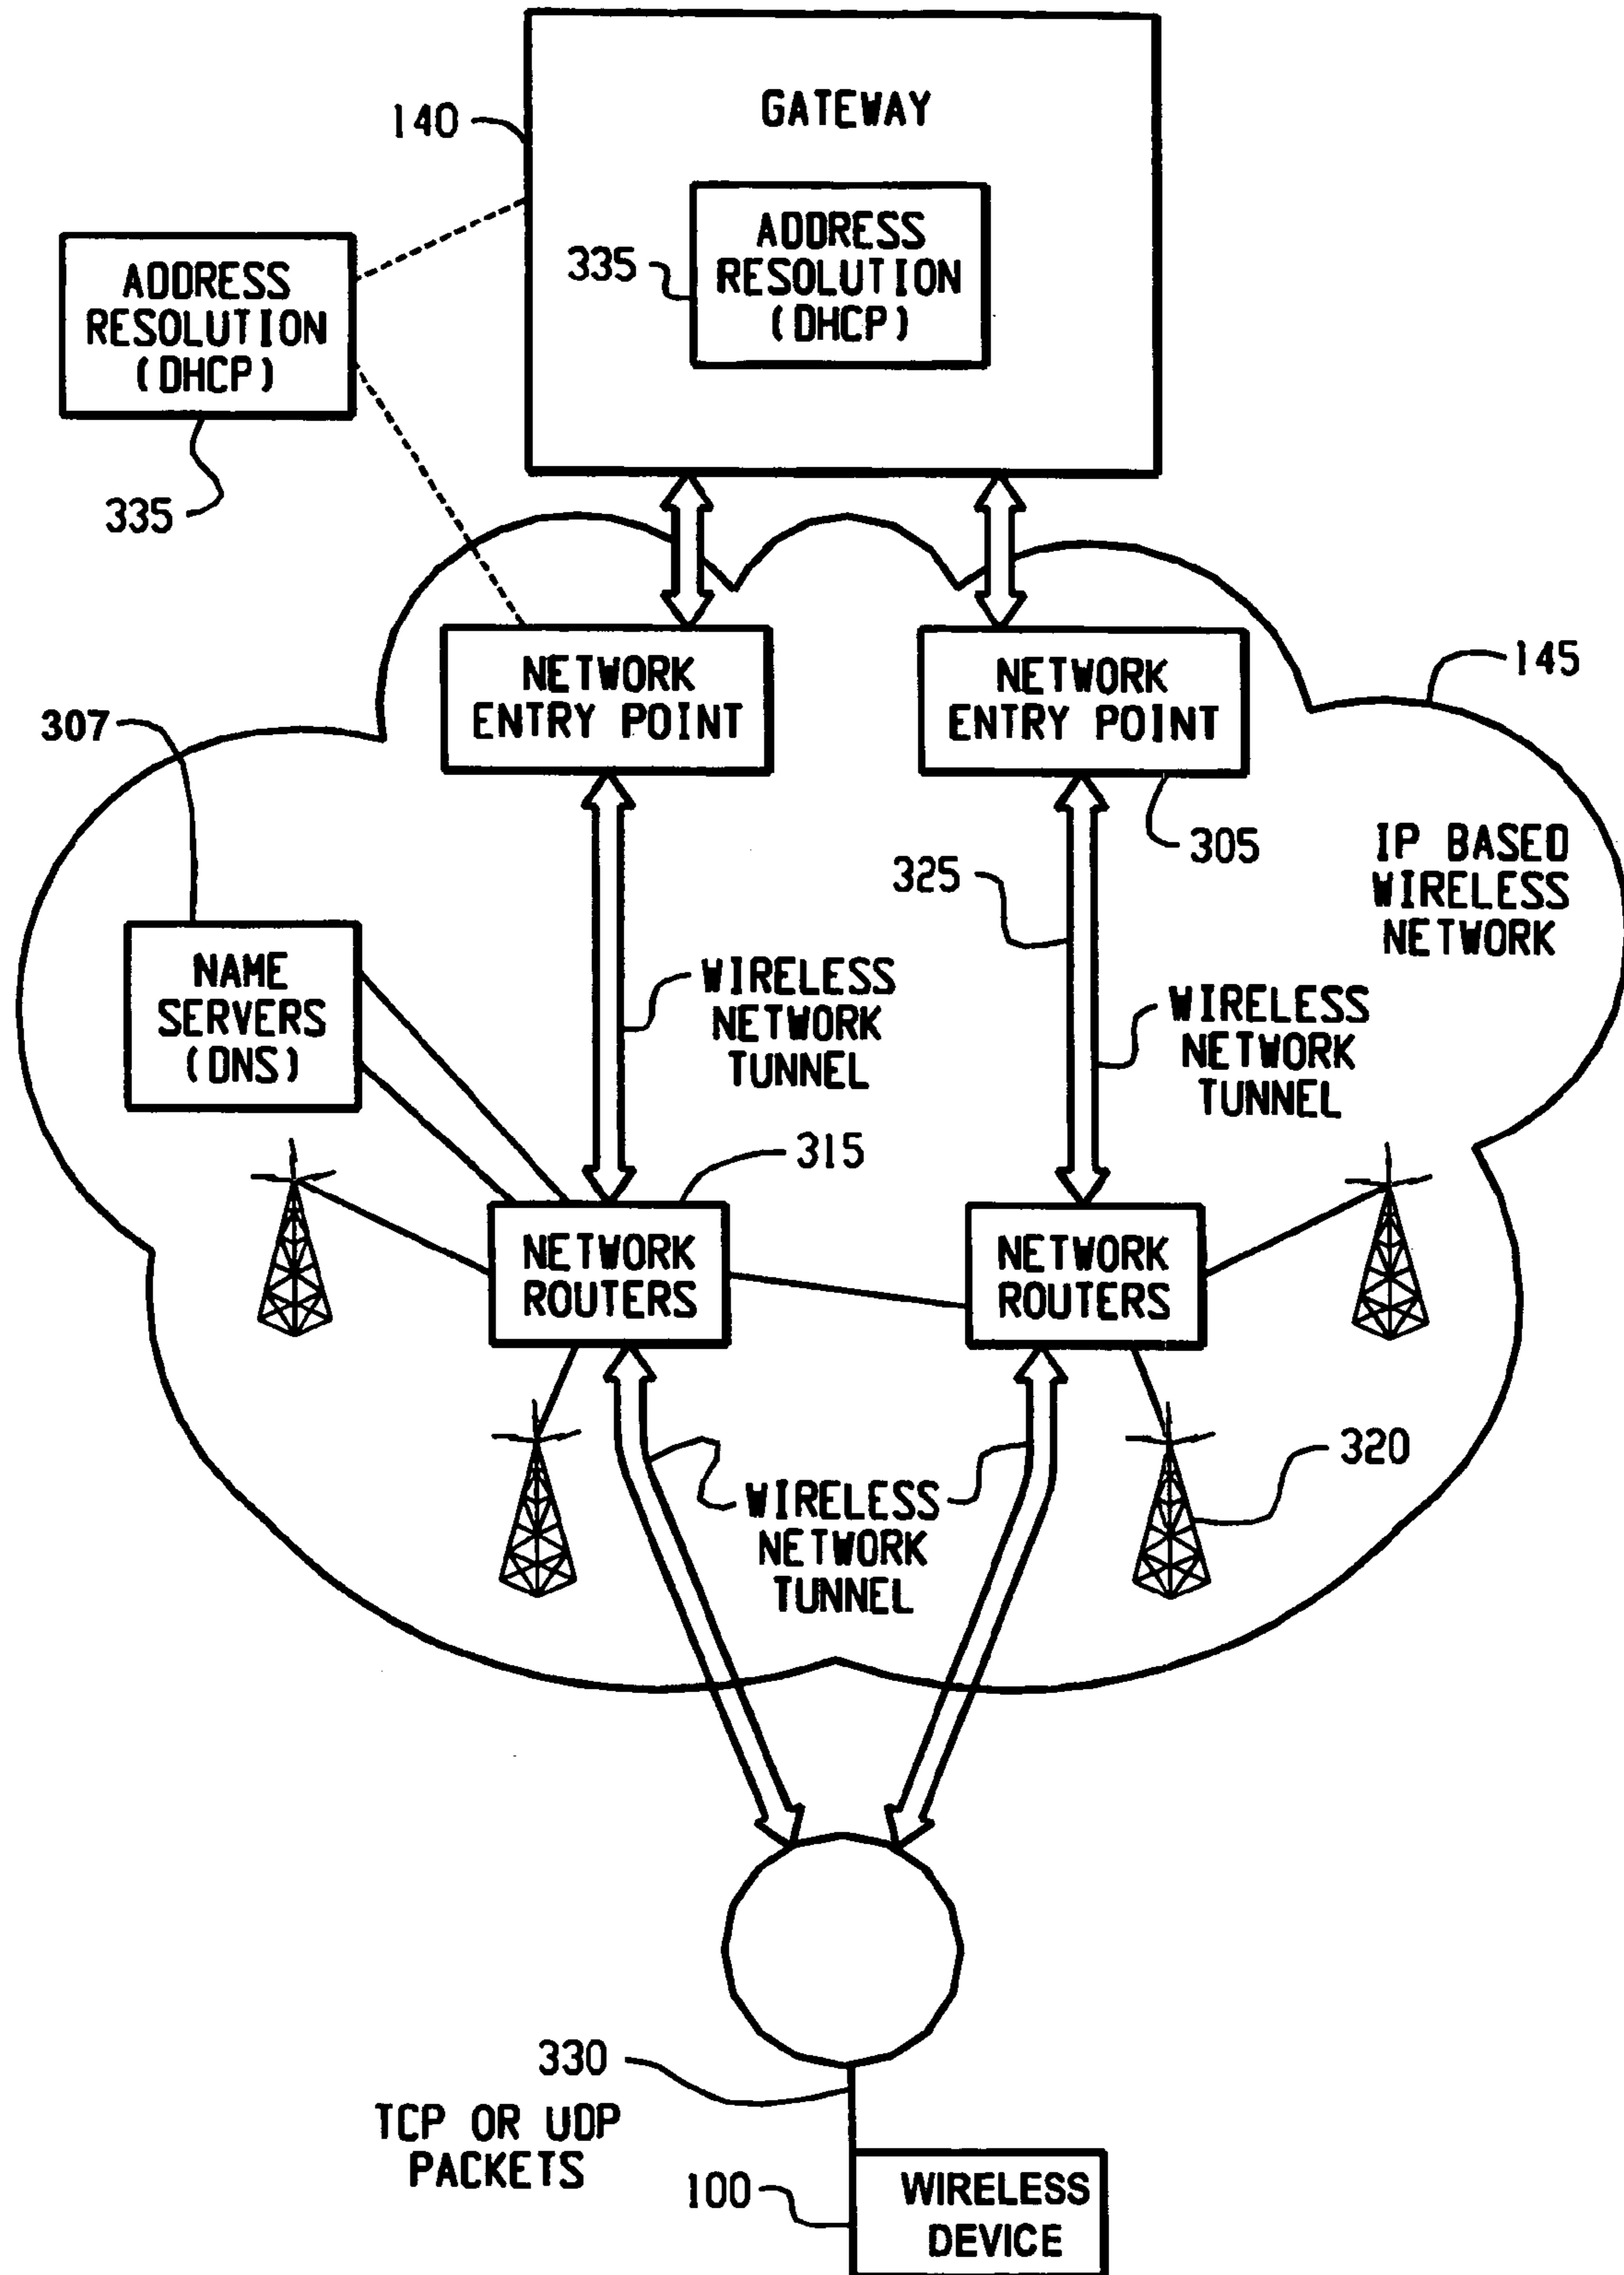 GATEWAY
140
ADDRESS
RESOLUTION
(DHCP)
335
ADDRESS
RESOLUTION
(DHCP)
335
NETWORK
ENTRY POINT
NETWORK
ENTRY POINT
145
307
305
325
IP BASED
WIRELESS
NETWORK
NAME
SERVERS
(DNS)
WIRELESS
NETWORK
TUNNEL
WIRELESS
NETWORK
TUNNEL
315
NETWORK
ROUTERS
NETWORK
ROUTERS
320
WIRELESS
NETWORK
TUNNEL
330
TCP OR UDP
PACKETS
100
WIRELESS
DEVICE